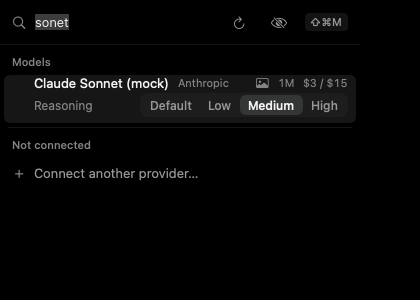 sonet ⇧⌘M
Models
Claude Sonnet (mock) Anthropic 1M $3 / $15
Reasoning Default Low Medium High
Not connected
+ Connect another provider...